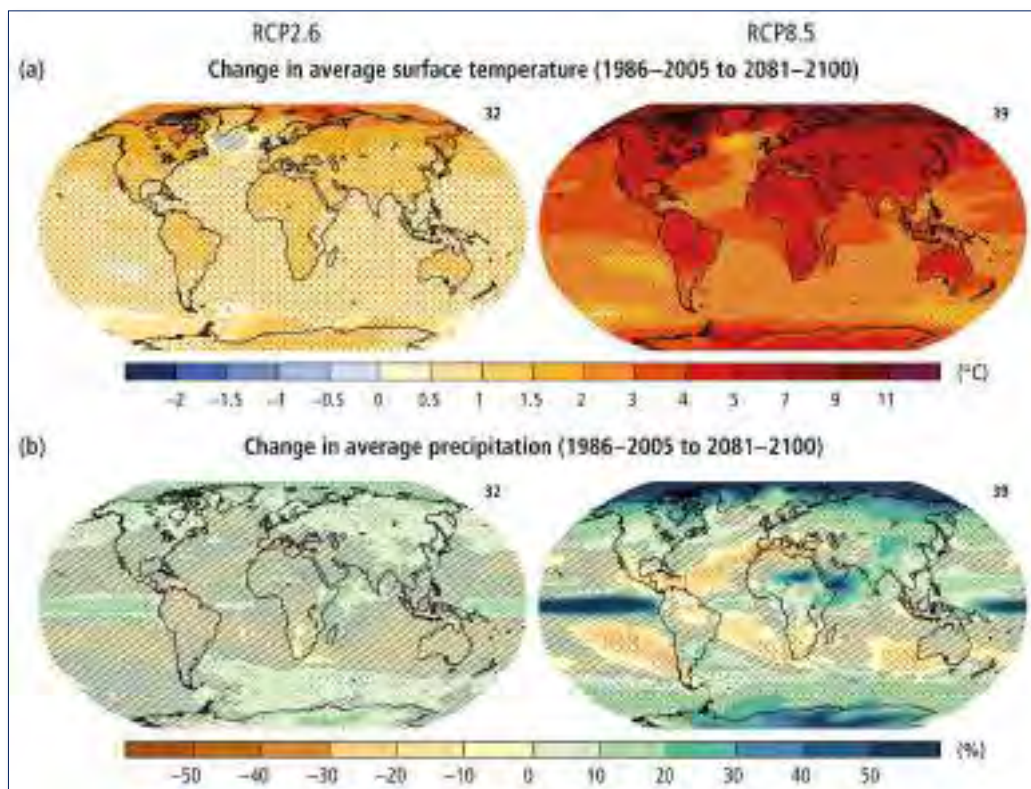 RCP2.6 RCP8.5
(a) Change in average surface temperature (1986–2005 to 2081–2100)
32 39
(°C)
−2 −1.5 −1 −0.5 0 0.5 1 1.5 2 3 4 5 7 9 11
(b) Change in average precipitation (1986–2005 to 2081–2100)
32 39
(%)
−50 −40 −30 −20 −10 0 10 20 30 40 50